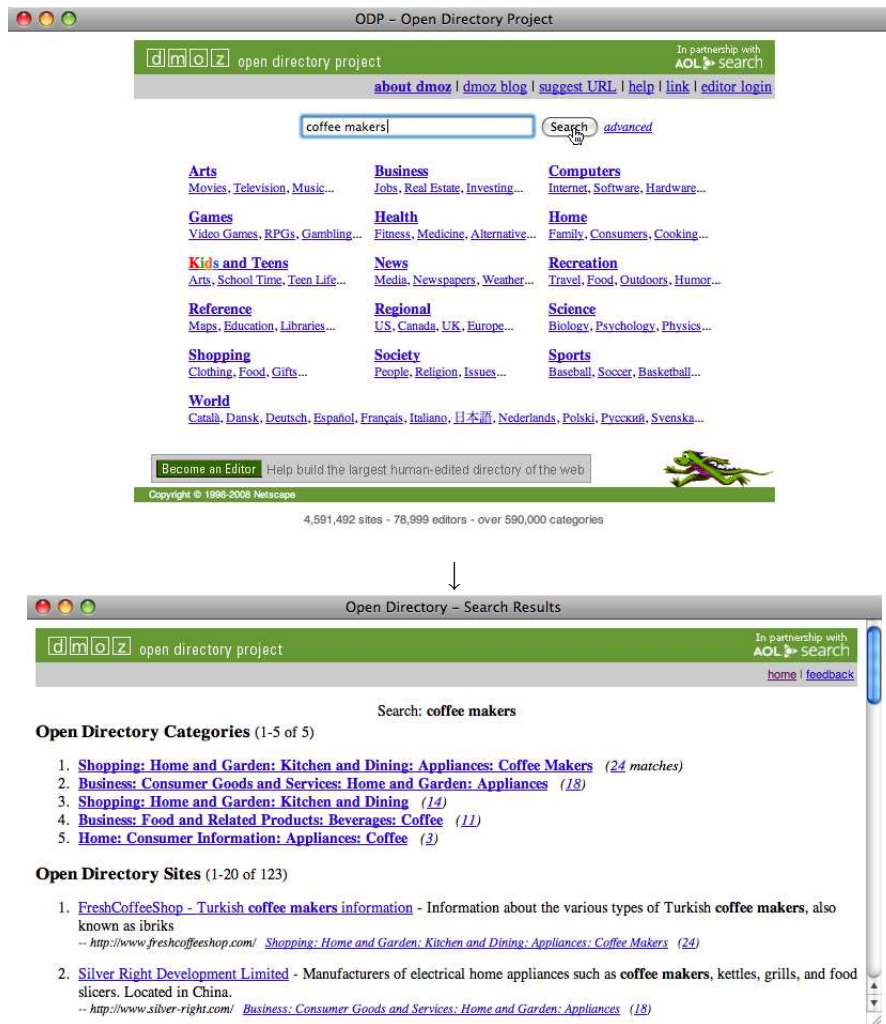 ODP – Open Directory Project
dmoz open directory project
In partnership with
AOL search
about dmoz | dmoz blog | suggest URL | help | link | editor login
coffee makers Search advanced
Arts Business Computers
Movies, Television, Music... Jobs, Real Estate, Investing... Internet, Software, Hardware...
Games Health Home
Video Games, RPGs, Gambling... Fitness, Medicine, Alternative... Family, Consumers, Cooking...
Kids and Teens News Recreation
Arts, School Time, Teen Life... Media, Newspapers, Weather... Travel, Food, Outdoors, Humor...
Reference Regional Science
Maps, Education, Libraries... US, Canada, UK, Europe... Biology, Psychology, Physics...
Shopping Society Sports
Clothing, Food, Gifts... People, Religion, Issues... Baseball, Soccer, Basketball...
World
Català, Dansk, Deutsch, Español, Français, Italiano, 日本語, Nederlands, Polski, Русский, Svenska...
Become an Editor Help build the largest human-edited directory of the web
Copyright © 1998-2008 Netscape
4,591,492 sites - 78,999 editors - over 590,000 categories
↓
Open Directory – Search Results
dmoz open directory project
In partnership with
AOL search
home | feedback
Search: coffee makers
Open Directory Categories (1-5 of 5)
1. Shopping: Home and Garden: Kitchen and Dining: Appliances: Coffee Makers (24 matches)
2. Business: Consumer Goods and Services: Home and Garden: Appliances (18)
3. Shopping: Home and Garden: Kitchen and Dining (14)
4. Business: Food and Related Products: Beverages: Coffee (11)
5. Home: Consumer Information: Appliances: Coffee (3)
Open Directory Sites (1-20 of 123)
1. FreshCoffeeShop - Turkish coffee makers information - Information about the various types of Turkish coffee makers, also
known as ibriks
-- http://www.freshcoffeeshop.com/ Shopping: Home and Garden: Kitchen and Dining: Appliances: Coffee Makers (24)
2. Silver Right Development Limited - Manufacturers of electrical home appliances such as coffee makers, kettles, grills, and food
slicers. Located in China.
-- http://www.silver-right.com/ Business: Consumer Goods and Services: Home and Garden: Appliances (18)